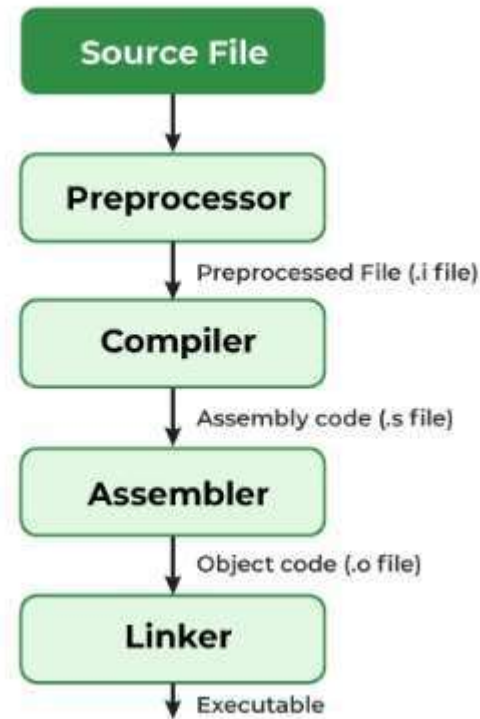 Source File
Preprocessor
Preprocessed File (.i file)
Compiler
Assembly code (.s file)
Assembler
Object code (.o file)
Linker
Executable